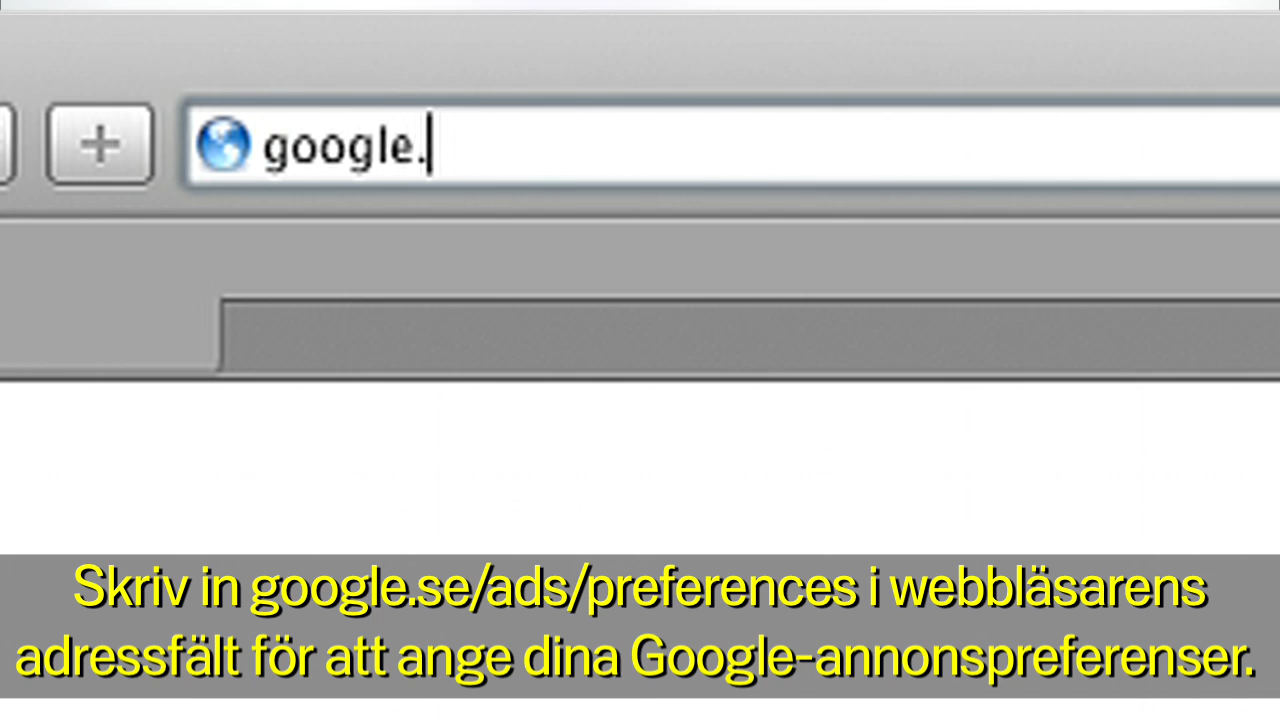 google.
Skriv in google.se/ads/preferences i webbläsarens
adressfält för att ange dina Google-annonspreferenser.